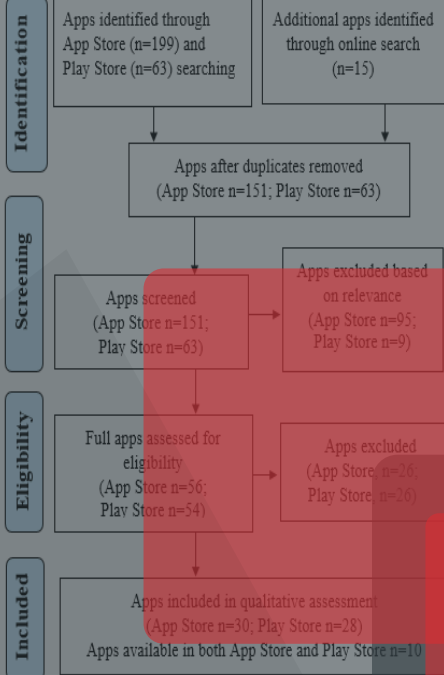 Identification
Apps identified through
App Store (n=199) and
Play Store (n=63) searching
Additional apps identified
through online search
(n=15)
Apps after duplicates removed
(App Store n=151; Play Store n=63)
Screening
Apps screened
(App Store n=151;
Play Store n=63)
Apps excluded based
on relevance
(App Store n=95;
Play Store n=9)
Eligibility
Full apps assessed for
eligibility
(App Store n=56;
Play Store n=54)
Apps excluded
(App Store, n=26;
Play Store, n=26)
Included
Apps included in qualitative assessment
(App Store n=30; Play Store n=28)
Apps available in both App Store and Play Store n=10